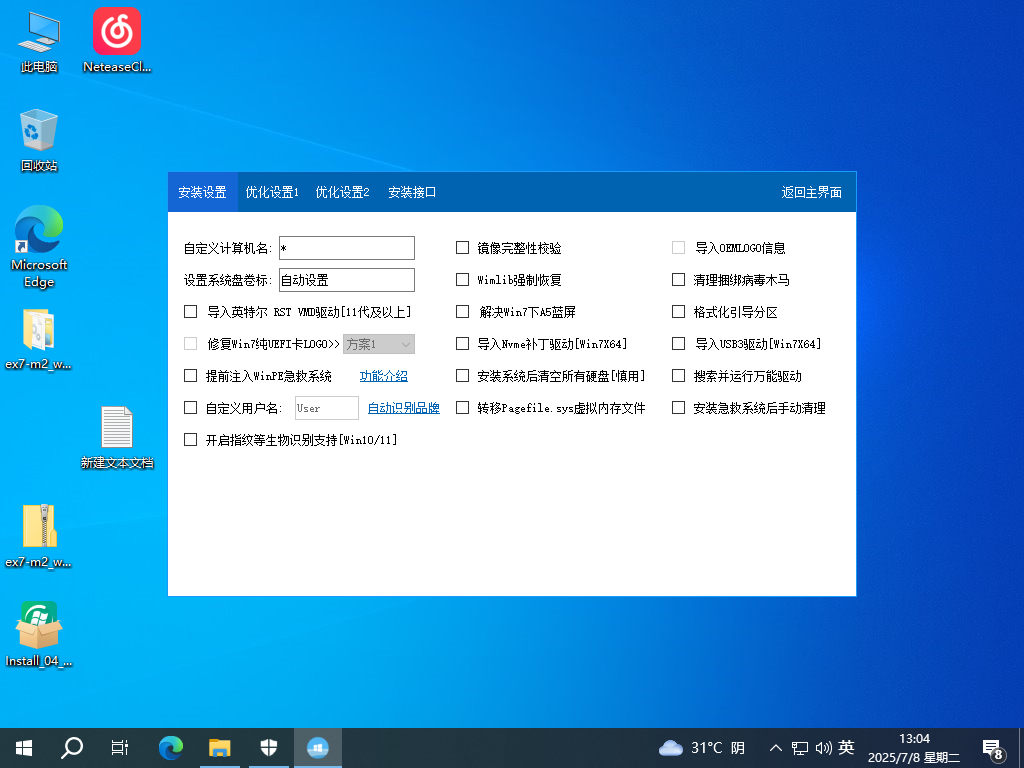 此电脑
NeteaseCl...
回收站
Microsoft
Edge
ex7-m2_w...
新建文本文档
ex7-m2_w...
Install_04_...
安装设置 优化设置1 优化设置2 安装接口 返回主界面
自定义计算机名: * 镜像完整性校验 导入OEMLOGO信息
设置系统盘卷标: 自动设置 Wimlib强制恢复 清理捆绑病毒木马
导入英特尔 RST VMD驱动[11代及以上] 解决Win7下A5蓝屏 格式化引导分区
修复Win7纯UEFI卡LOGO>> 方案1 导入Nvme补丁驱动[Win7X64] 导入USB3驱动[Win7X64]
提前注入WinPE急救系统 功能介绍 安装系统后清空所有硬盘[慎用] 搜索并运行万能驱动
自定义用户名: User 自动识别品牌 转移Pagefile.sys虚拟内存文件 安装急救系统后手动清理
开启指纹等生物识别支持[Win10/11]
31°C 阴 英 13:04 8
2025/7/8 星期二